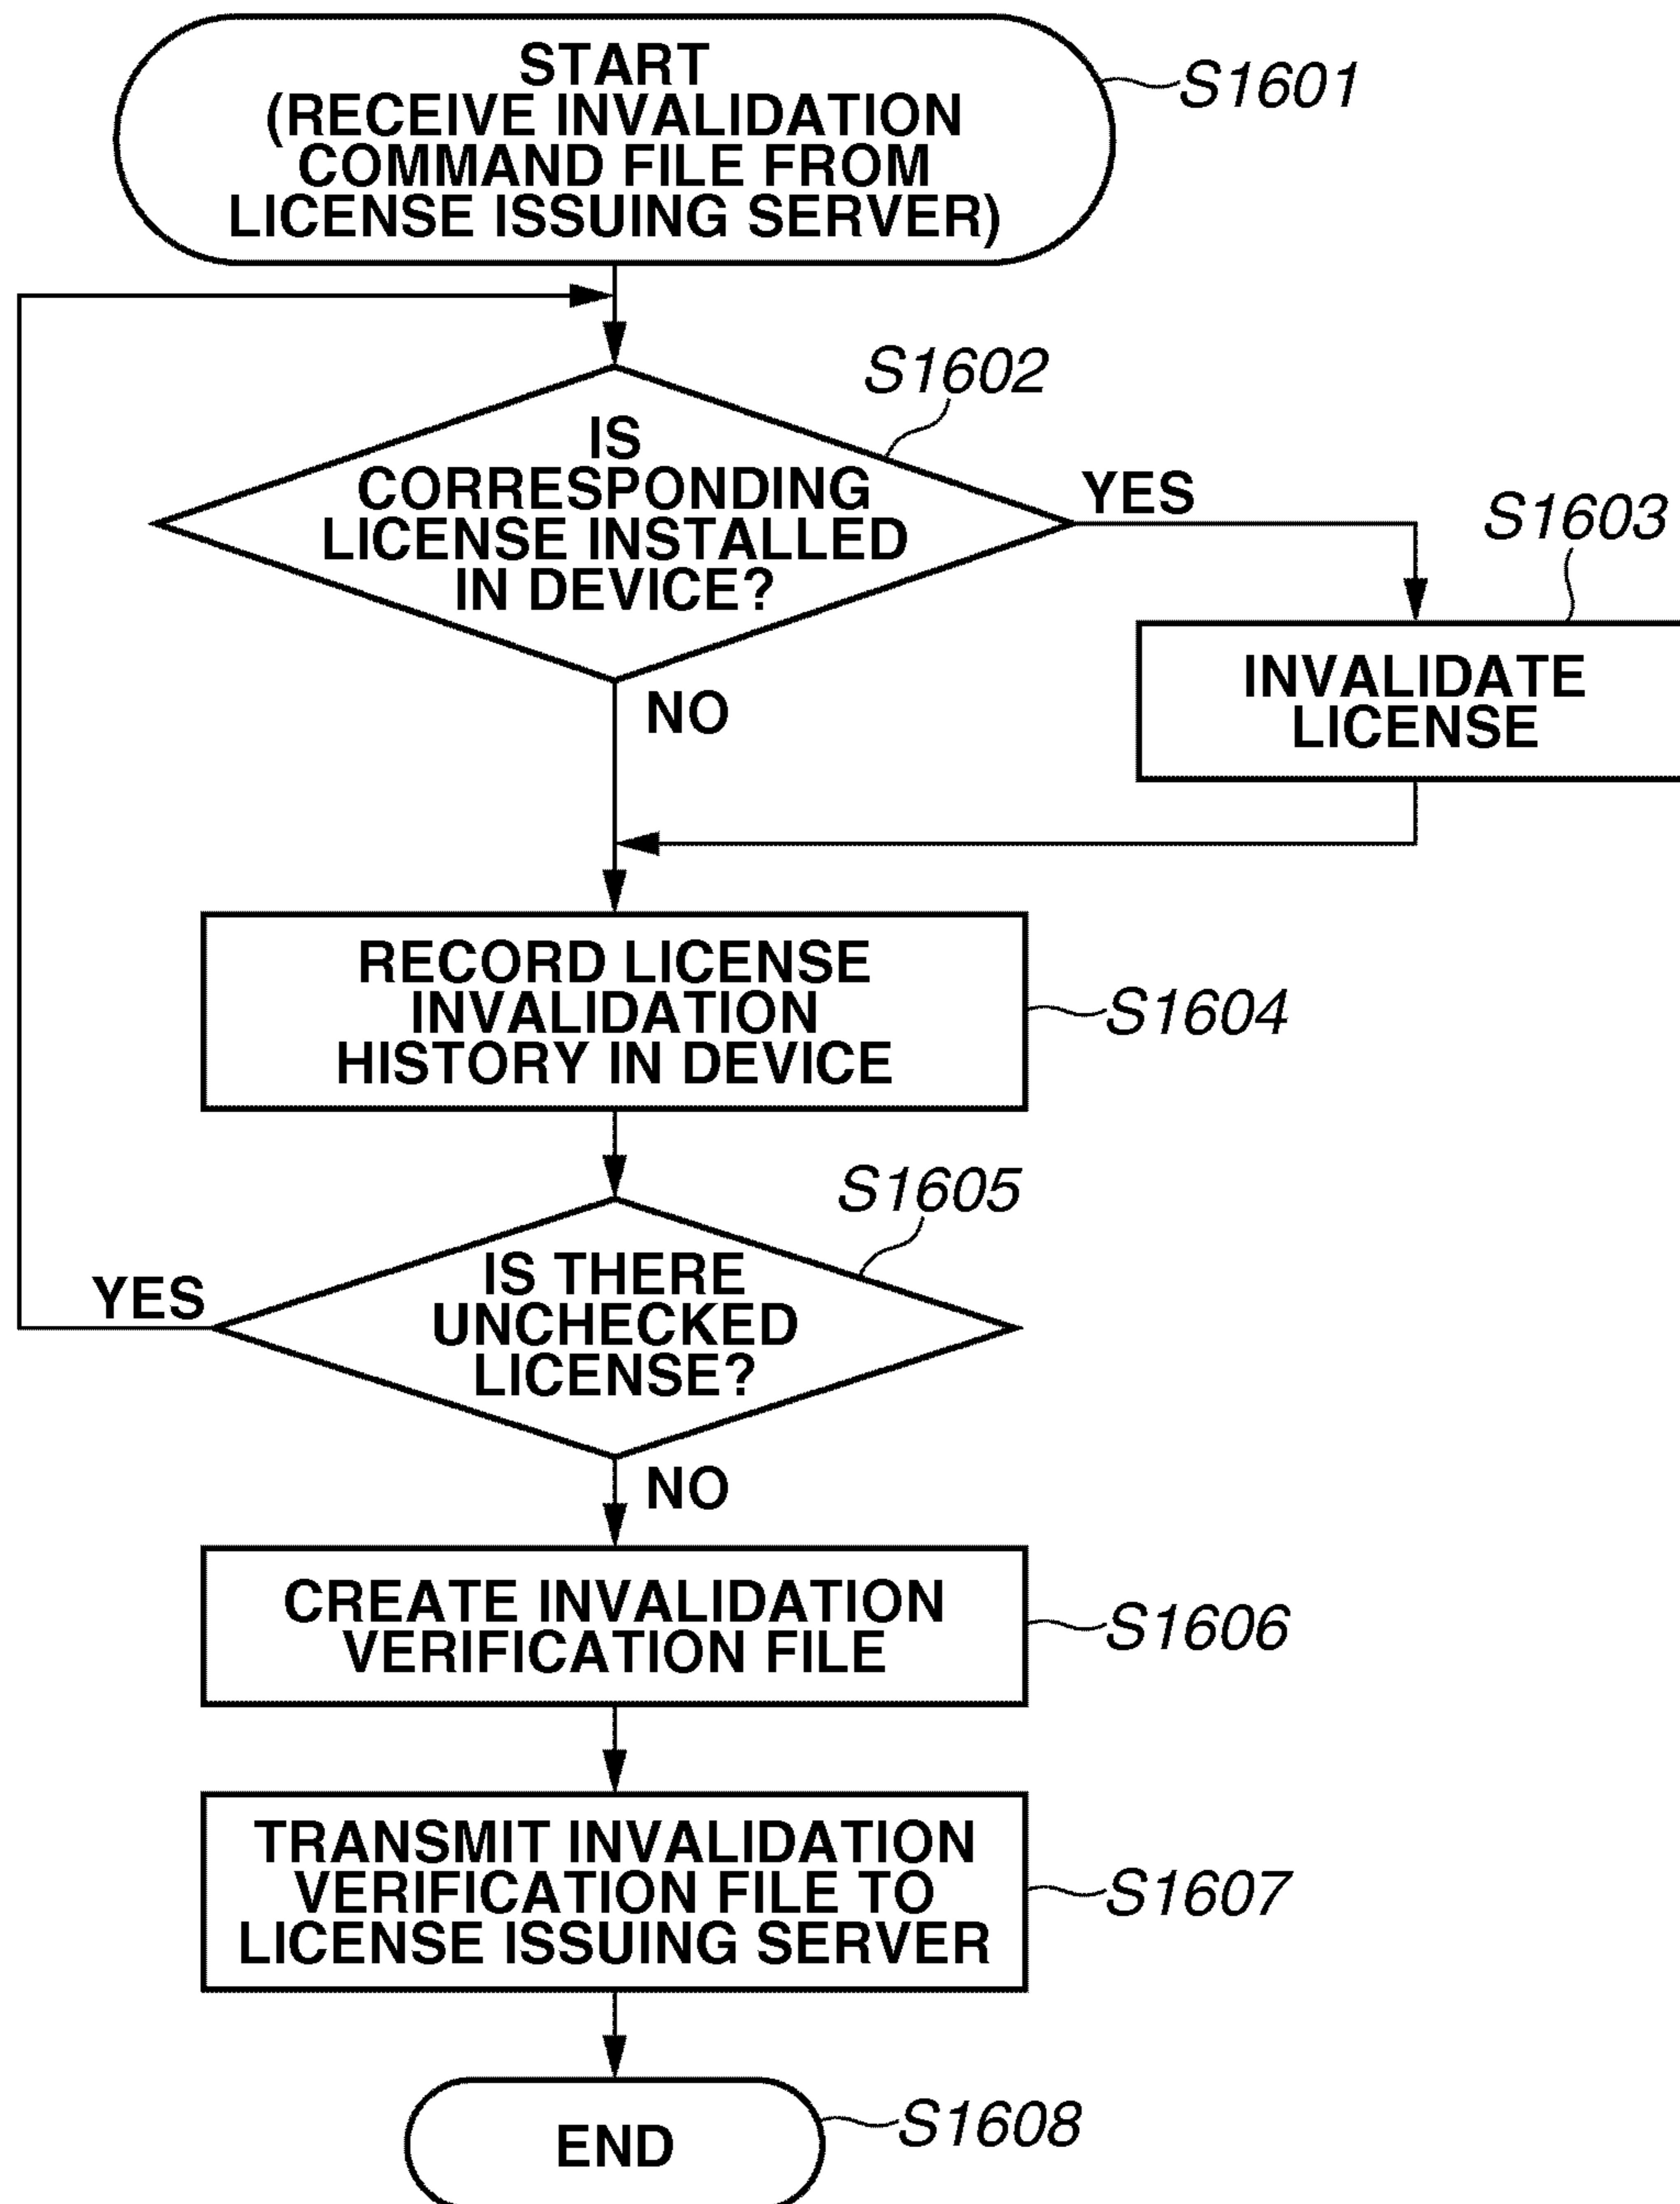 START
(RECEIVE INVALIDATION
COMMAND FILE FROM
LICENSE ISSUING SERVER)
S1601
S1602
IS
CORRESPONDING
LICENSE INSTALLED
IN DEVICE?
YES
S1603
INVALIDATE
LICENSE
NO
RECORD LICENSE
INVALIDATION
HISTORY IN DEVICE
S1604
S1605
IS THERE
UNCHECKED
LICENSE?
YES
NO
CREATE INVALIDATION
VERIFICATION FILE
S1606
TRANSMIT INVALIDATION
VERIFICATION FILE TO
LICENSE ISSUING SERVER
S1607
END
S1608